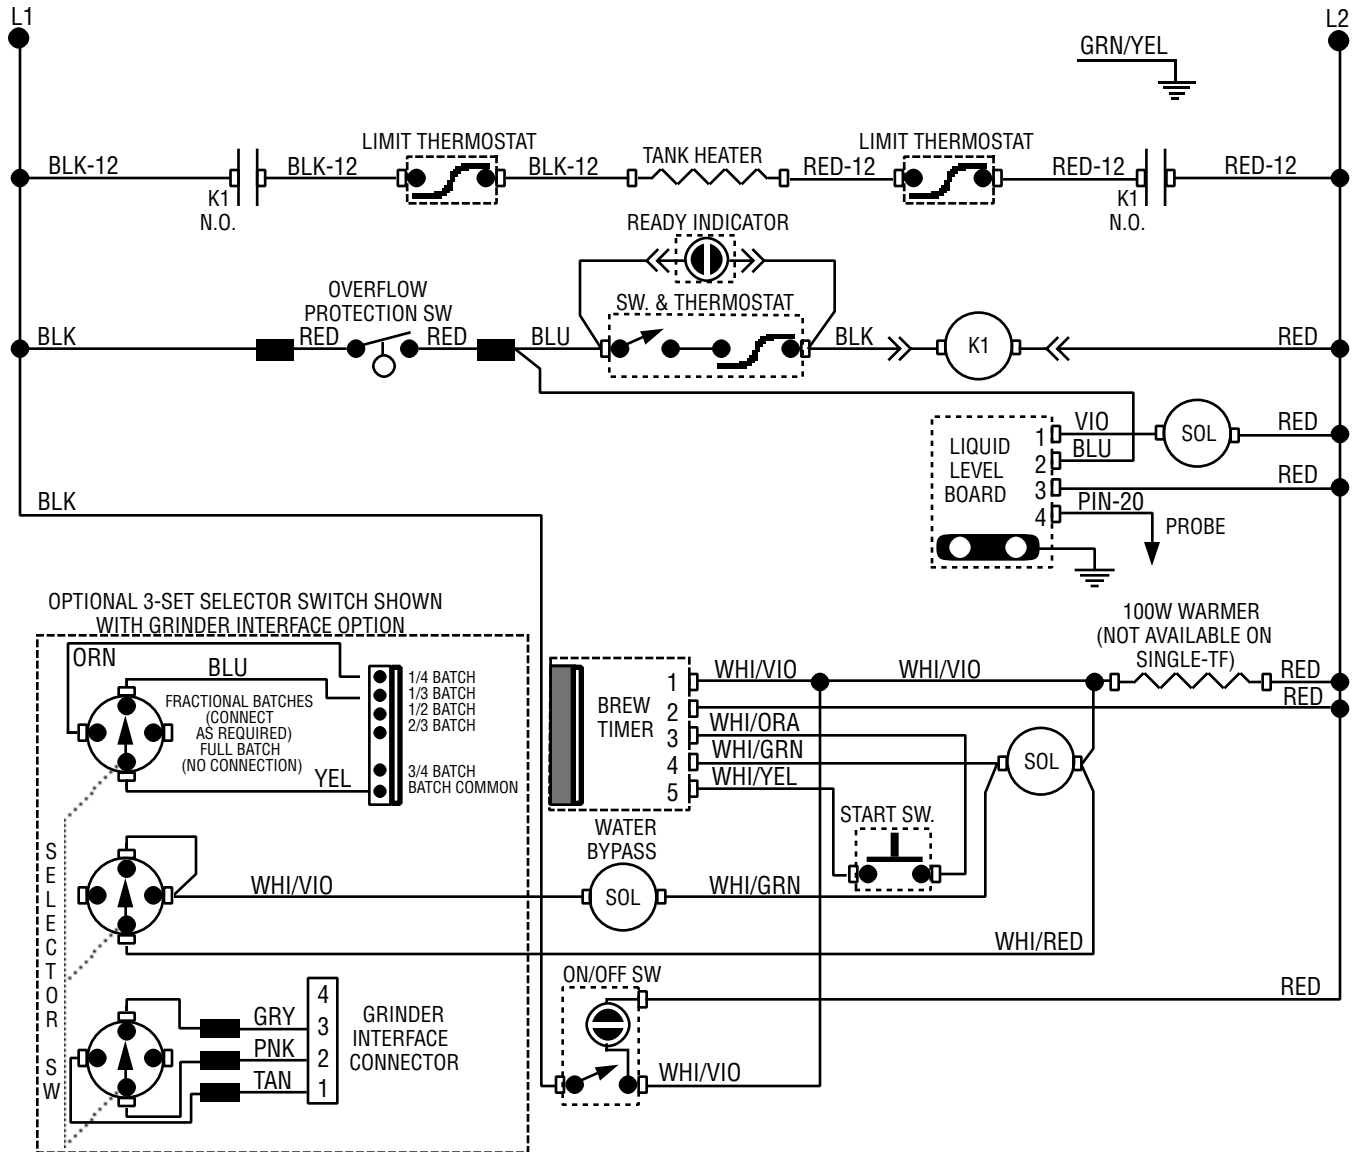 L1
L2
GRN/YEL
LIMIT THERMOSTAT
LIMIT THERMOSTAT
BLK-12
BLK-12
BLK-12
TANK HEATER
RED-12
RED-12
RED-12
K1
N.O.
K1
N.O.
READY INDICATOR
OVERFLOW
PROTECTION SW
SW. & THERMOSTAT
BLK
RED
RED
BLU
BLK
K1
RED
LIQUID
LEVEL
BOARD
1
VIO
SOL
RED
2
BLU
3
RED
4
PIN-20
PROBE
BLK
OPTIONAL 3-SET SELECTOR SWITCH SHOWN
WITH GRINDER INTERFACE OPTION
100W WARMER
(NOT AVAILABLE ON
SINGLE-TF)
ORN
BLU
FRACTIONAL BATCHES
(CONNECT
AS REQUIRED)
FULL BATCH
(NO CONNECTION)
YEL
1/4 BATCH
1/3 BATCH
1/2 BATCH
2/3 BATCH
3/4 BATCH
BATCH COMMON
BREW
TIMER
1
WHI/VIO
WHI/VIO
RED
2
RED
3
WHI/ORA
4
WHI/GRN
SOL
5
WHI/YEL
START SW.
WATER
BYPASS
SELECTOR SW
WHI/VIO
SOL
WHI/GRN
WHI/RED
ON/OFF SW
RED
4
GRY
3
PNK
2
TAN
1
GRINDER
INTERFACE
CONNECTOR
WHI/VIO